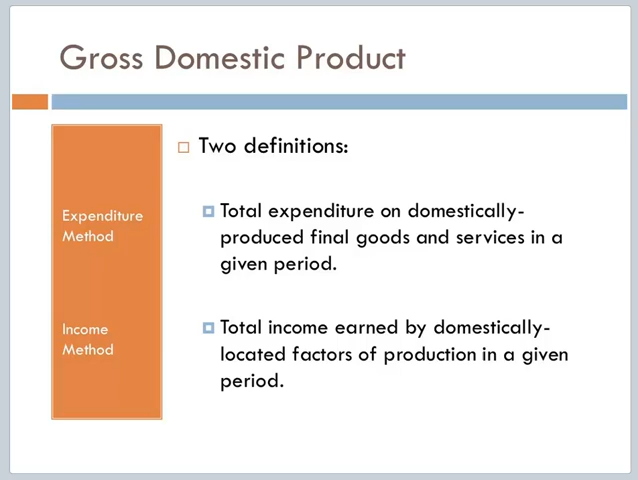 Gross Domestic Product
Two definitions:
Expenditure
Method
Total expenditure on domestically-
produced final goods and services in a
given period.
Income
Method
Total income earned by domestically-
located factors of production in a given
period.